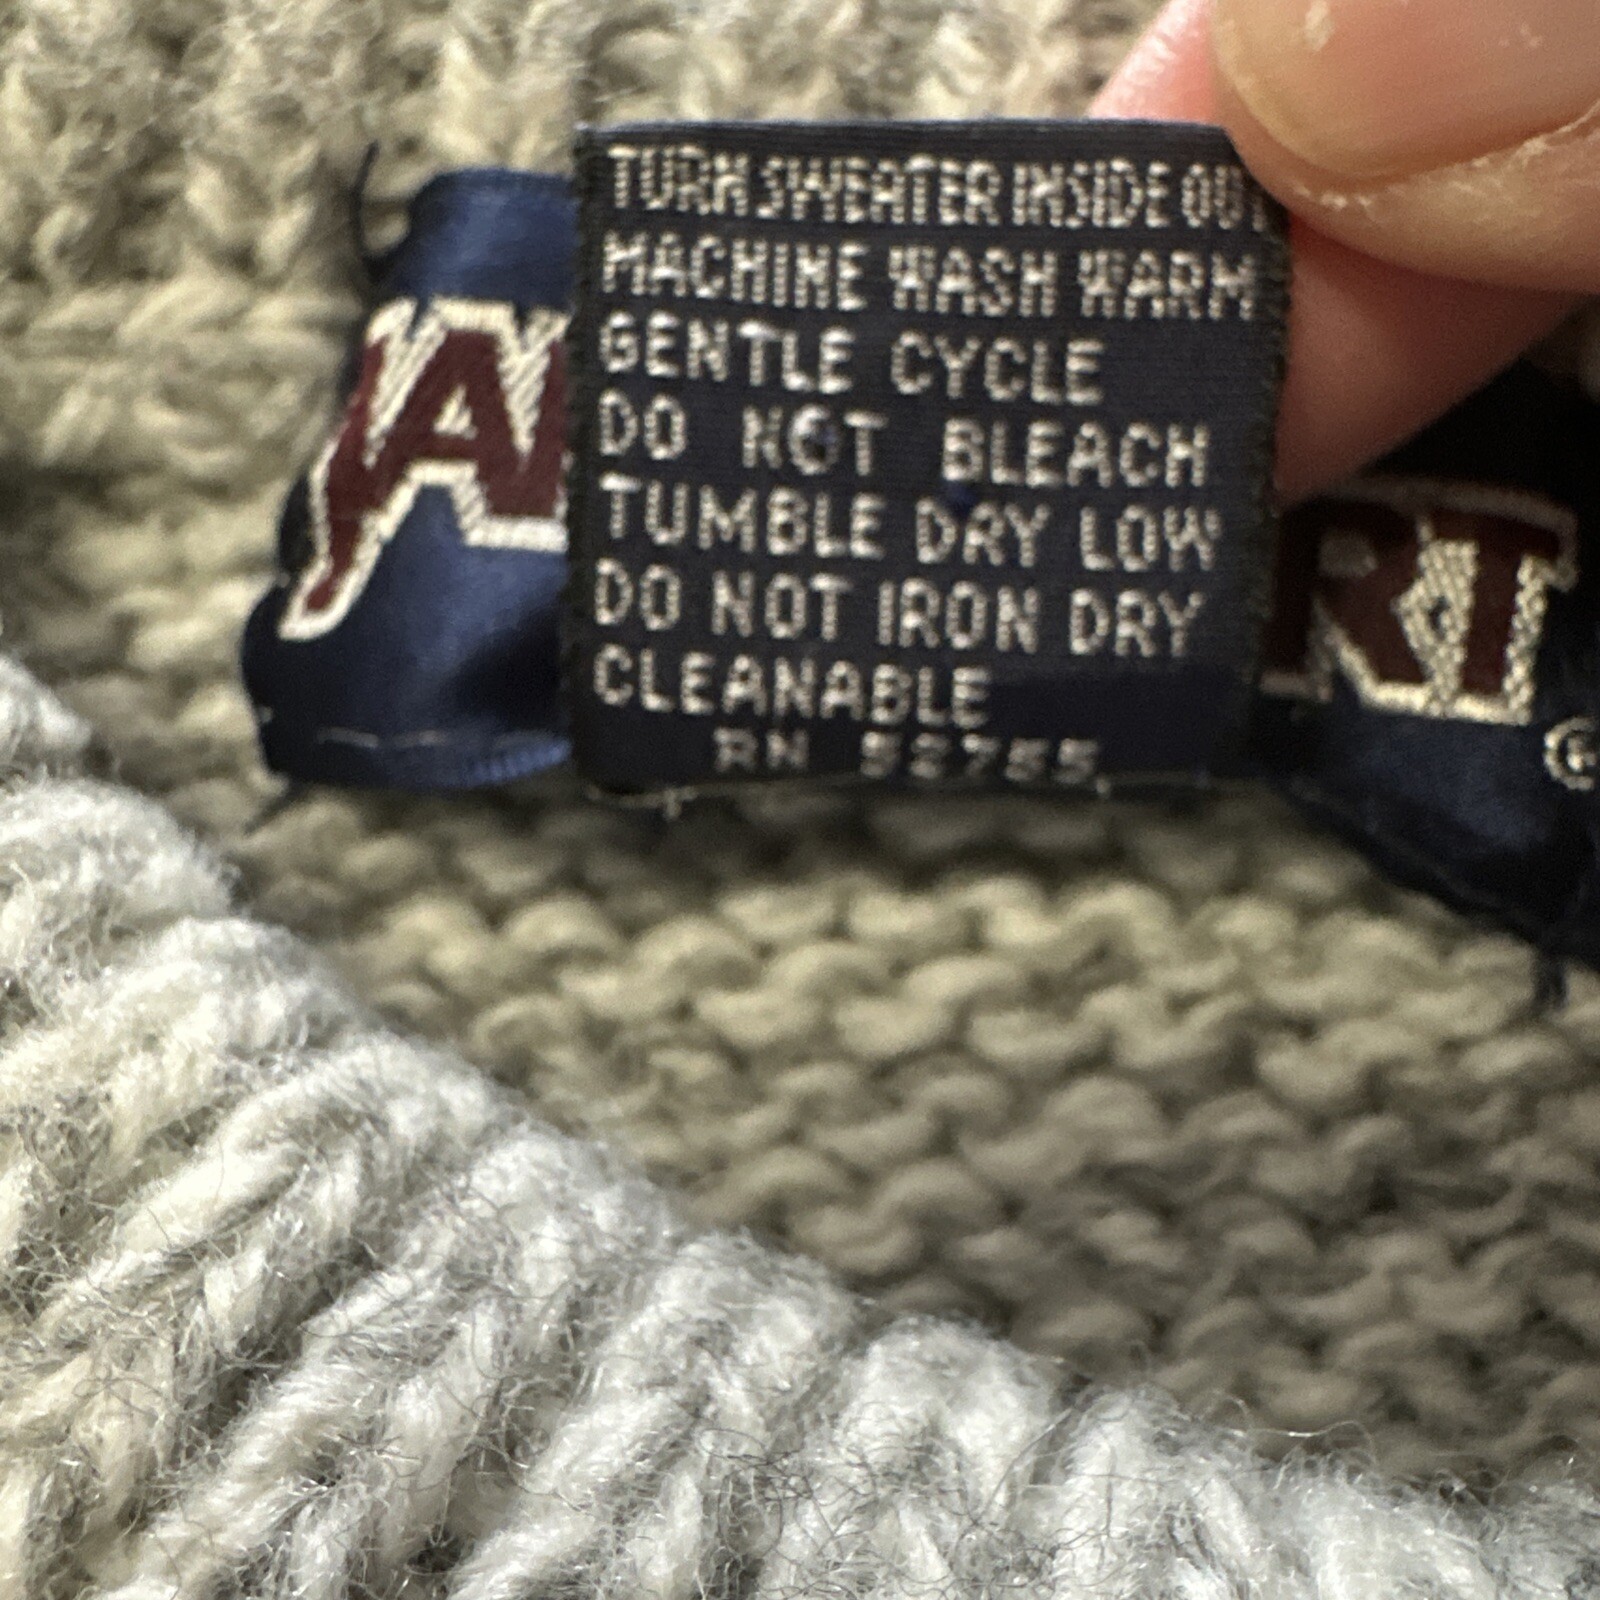 TURN SWEATER INSIDE OUT
MACHINE WASH WARM
GENTLE CYCLE
DO NOT BLEACH
TUMBLE DRY LOW
DO NOT IRON DRY
CLEANABLE
RN 52755